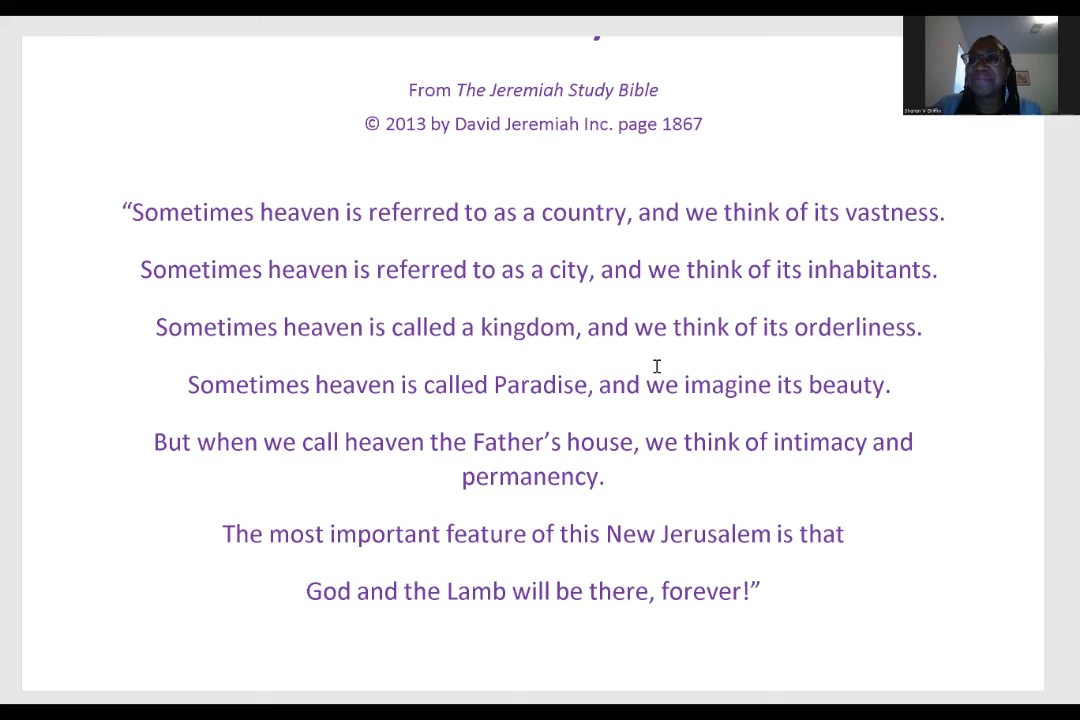 From The Jeremiah Study Bible
© 2013 by David Jeremiah Inc. page 1867
“Sometimes heaven is referred to as a country, and we think of its vastness.
Sometimes heaven is referred to as a city, and we think of its inhabitants.
Sometimes heaven is called a kingdom, and we think of its orderliness.
Sometimes heaven is called Paradise, and we imagine its beauty.
But when we call heaven the Father’s house, we think of intimacy and
permanency.
The most important feature of this New Jerusalem is that
God and the Lamb will be there, forever!”
Sharon V Griffin